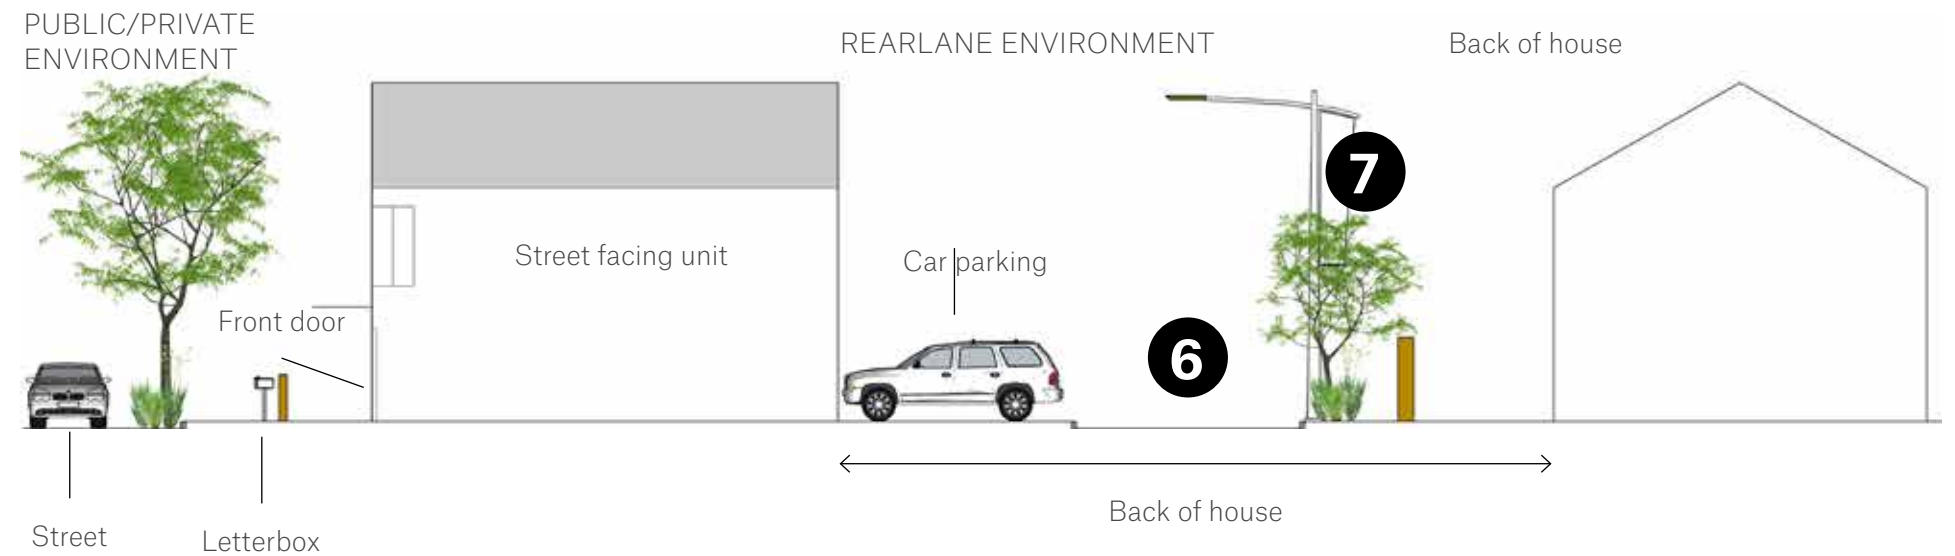 PUBLIC/PRIVATE
ENVIRONMENT
REARLANE ENVIRONMENT
Back of house
7
Street facing unit
Car parking
Front door
6
Back of house
Street
Letterbox